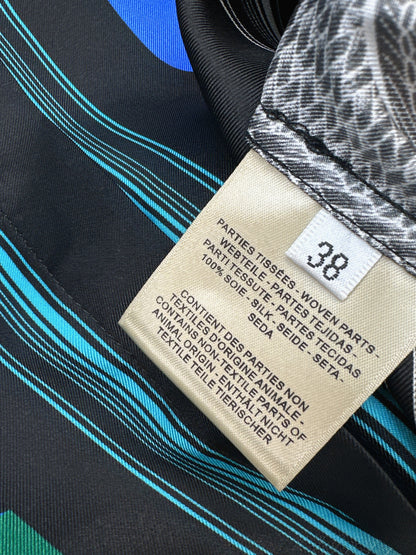 38
PARTIES TISSÉES - WOVEN PARTS -
WEBTEILE - PARTES TEJIDAS -
PARTI TESSUTE - PARTES TECIDAS
100% SOIE - SILK - SEIDE - SETA -
SEDA
CONTIENT DES PARTIES NON
TEXTILES D'ORIGINE ANIMALE -
CONTAINS NON-TEXTILE PARTS OF
ANIMAL ORIGIN - ENTHÄLT NICHT
TEXTILE TEILE TIERISCHER